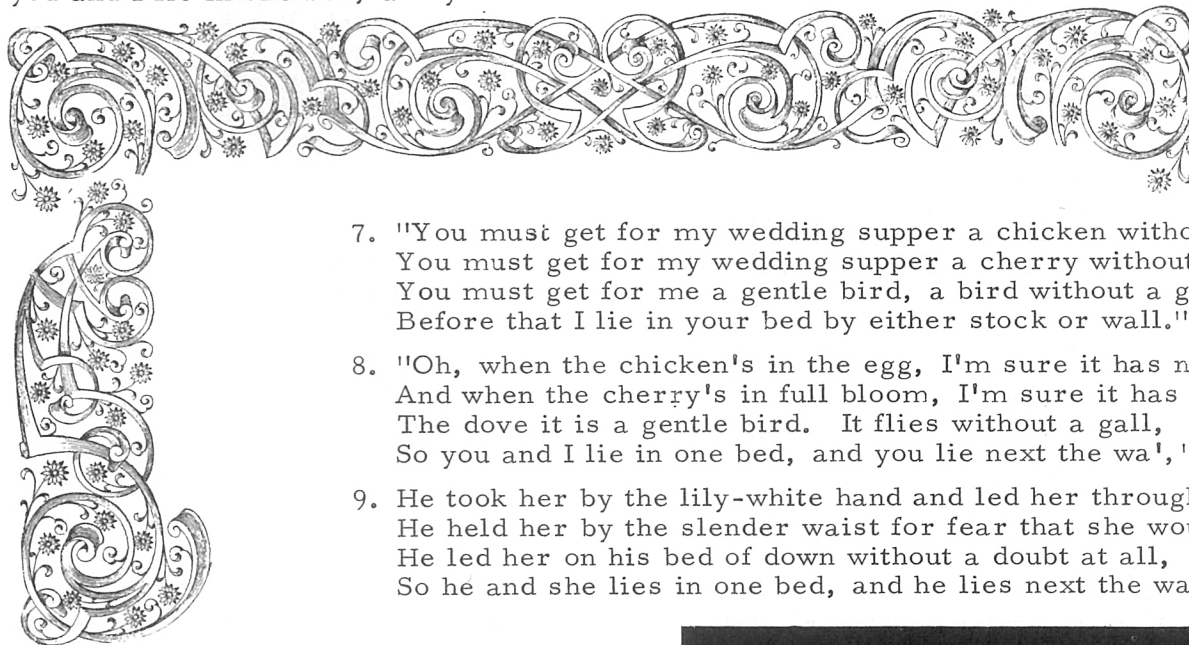 7. "You must get for my wedding supper a chicken
You must get for my wedding supper a cherry without
You must get for me a gentle bird, a bird without a
Before that I lie in your bed by either stock or wall."
8. "Oh, when the chicken's in the egg, I'm sure it has
And when the cherry's in full bloom, I'm sure it has
The dove it is a gentle bird. It flies without a gall,
So you and I lie in one bed, and you lie next the wa',
9. He took her by the lily-white hand and led her through
He held her by the slender waist for fear that she
He led her on his bed of down without a doubt at all,
So he and she lies in one bed, and he lies next the